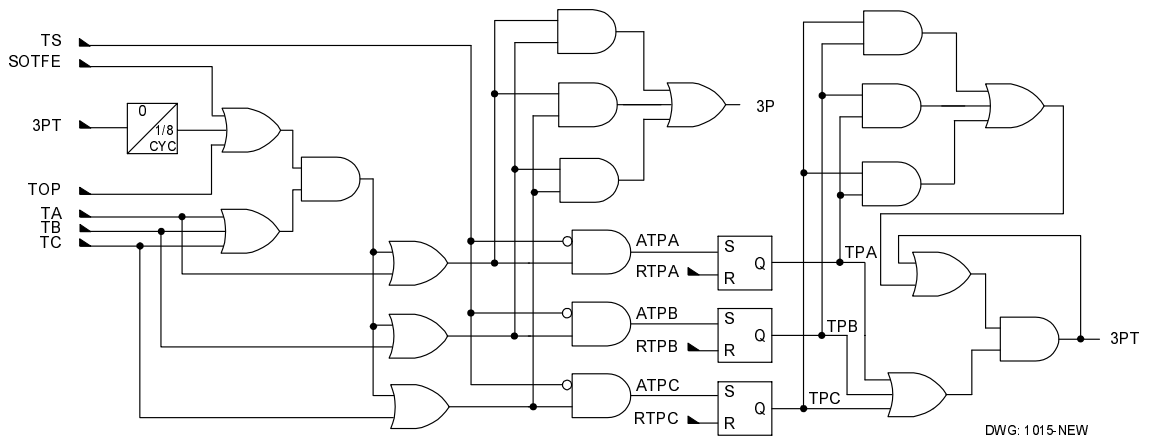 TS
SOTFE
3PT
0
1/8
CYC
TOP
TA
TB
TC
3P
ATPA
RTPA
S
Q
R
TPA
ATPB
RTPB
S
Q
R
TPB
ATPC
RTPC
S
Q
R
TPC
3PT
DWG: 1015-NEW